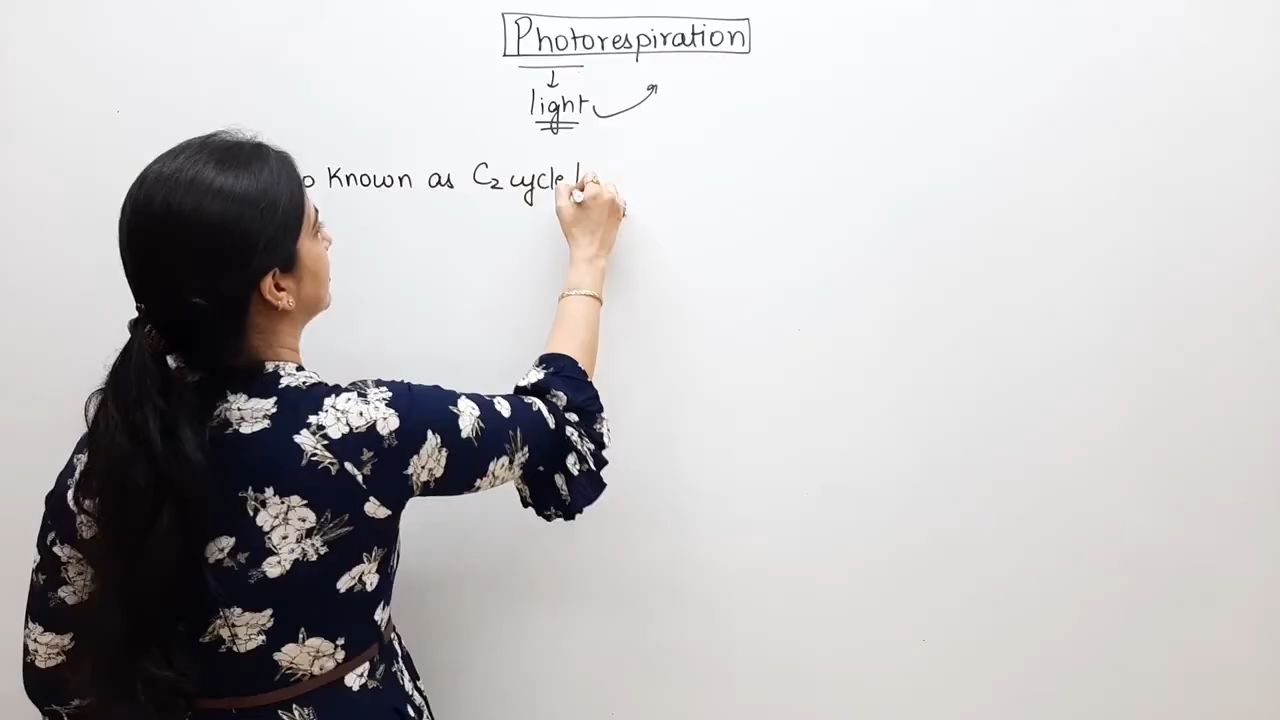 Photorespiration
light
Known as C₂ cycle